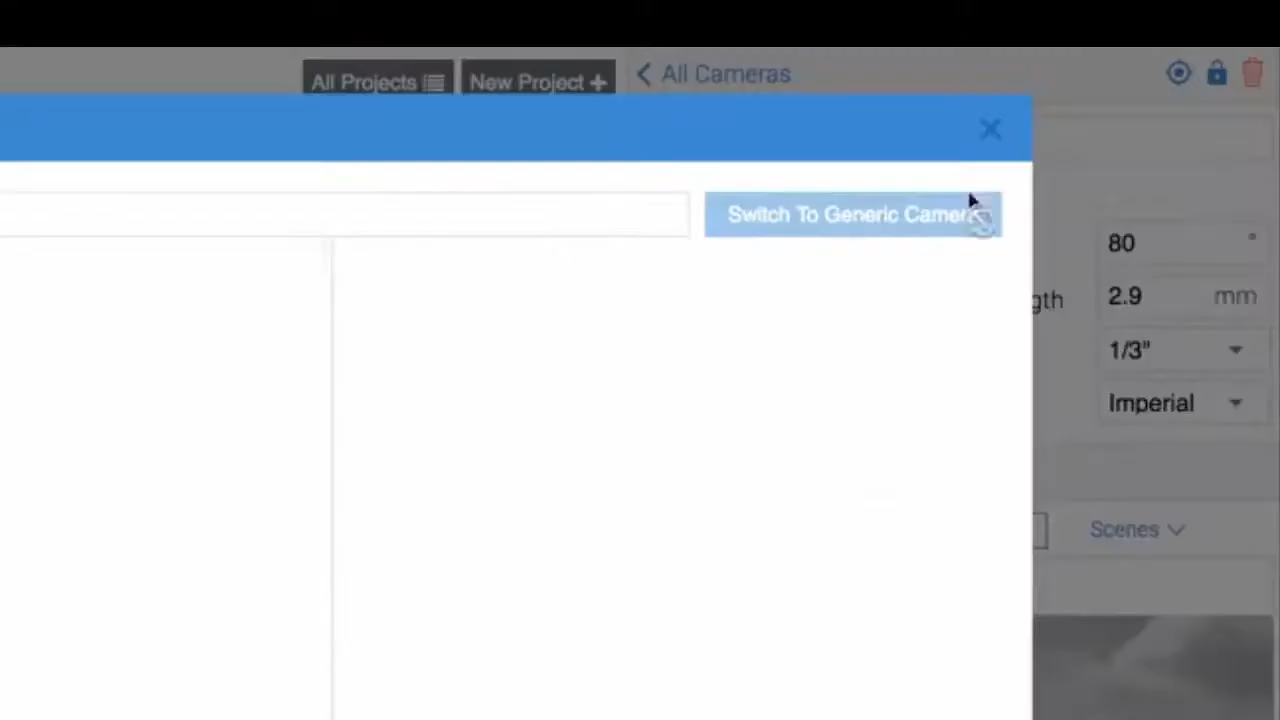 All Projects New Project + All Cameras
Switch To Generic Camera
80 °
gth 2.9 mm
1/3"
Imperial
Scenes